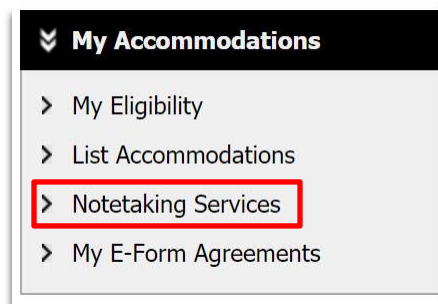 My Accommodations
My Eligibility
List Accommodations
Notetaking Services
My E-Form Agreements